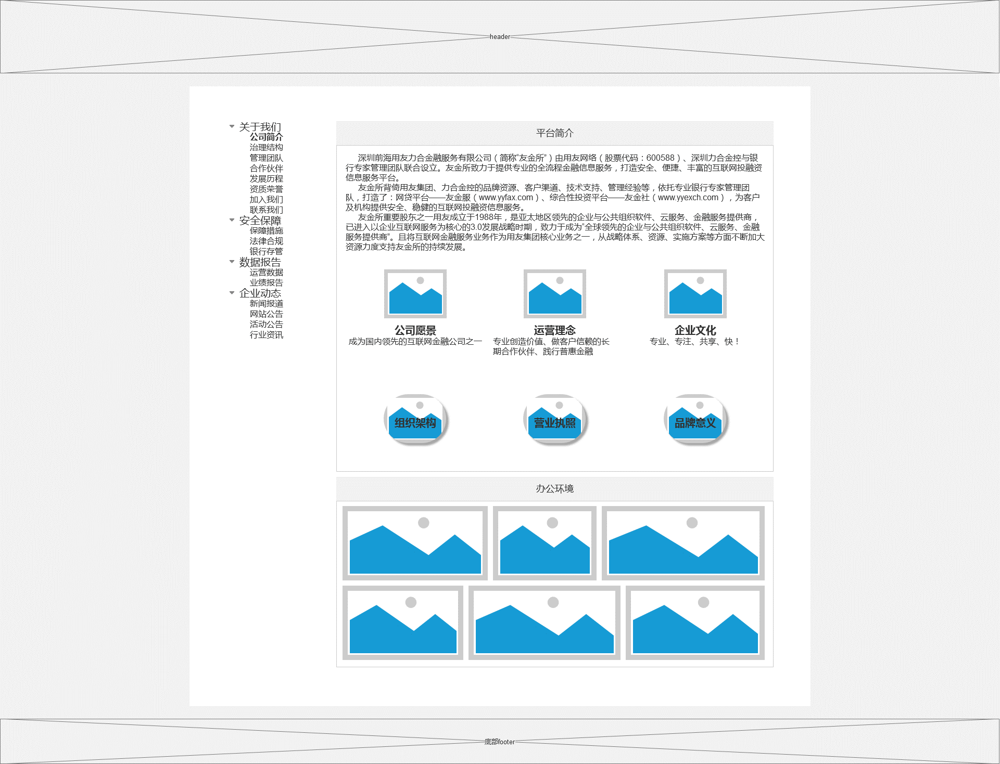 header
关于我们
公司简介
治理结构
管理团队
合作伙伴
发展历程
资质荣誉
加入我们
联系我们
安全保障
保障措施
法律合规
银行存管
数据报告
运营数据
业绩报告
企业动态
新闻报道
网站公告
活动公告
行业资讯
平台简介
深圳前海用友力合金融服务有限公司（简称“友金所”）由用友网络（股票代码：600588）、深圳力合金控与银
行专家管理团队联合设立。友金所致力于提供专业的全流程金融信息服务，打造安全、便捷、丰富的互联网投融资
信息服务平台。
友金所背倚用友集团、力合金控的品牌资源、客户渠道、技术支持、管理经验等，依托专业银行专家管理团
队，打造了：网贷平台——友金服（www.yyfax.com）、综合性投资平台——友金社（www.yyexch.com），为客户
及机构提供安全、稳健的互联网投融资信息服务。
友金所重要股东之一用友成立于1988年，是亚太地区领先的企业与公共组织软件、云服务、金融服务提供商，
已进入以企业互联网服务为核心的3.0发展战略时期，致力于成为“全球领先的企业与公共组织软件、云服务、金融
服务提供商”。且将互联网金融服务业务作为用友集团核心业务之一，从战略体系、资源、实施方案等方面不断加大
资源力度支持友金所的持续发展。
公司愿景
成为国内领先的互联网金融公司之一
运营理念
专业创造价值、做客户信赖的长
期合作伙伴、践行普惠金融
企业文化
专业、专注、共享、快！
组织架构
营业执照
品牌意义
办公环境
底部footer